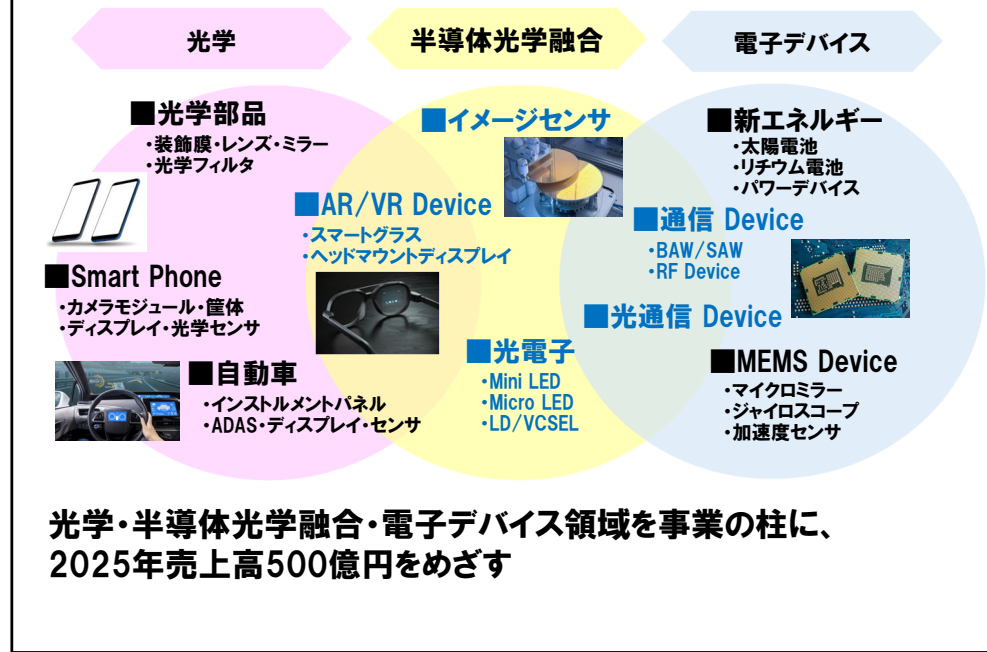 光学
半導体光学融合
電子デバイス
■光学部品
・装飾膜・レンズ・ミラー
・光学フィルタ
■Smart Phone
・カメラモジュール・筐体
・ディスプレイ・光学センサ
■自動車
・インストルメントパネル
・ADAS・ディスプレイ・センサ
■イメージセンサ
■AR/VR Device
・スマートグラス
・ヘッドマウントディスプレイ
■光電子
・Mini LED
・Micro LED
・LD/VCSEL
■新エネルギー
・太陽電池
・リチウム電池
・パワーデバイス
■通信 Device
・BAW/SAW
・RF Device
■光通信 Device
■MEMS Device
・マイクロミラー
・ジャイロスコープ
・加速度センサ
光学・半導体光学融合・電子デバイス領域を事業の柱に、
2025年売上高500億円をめざす